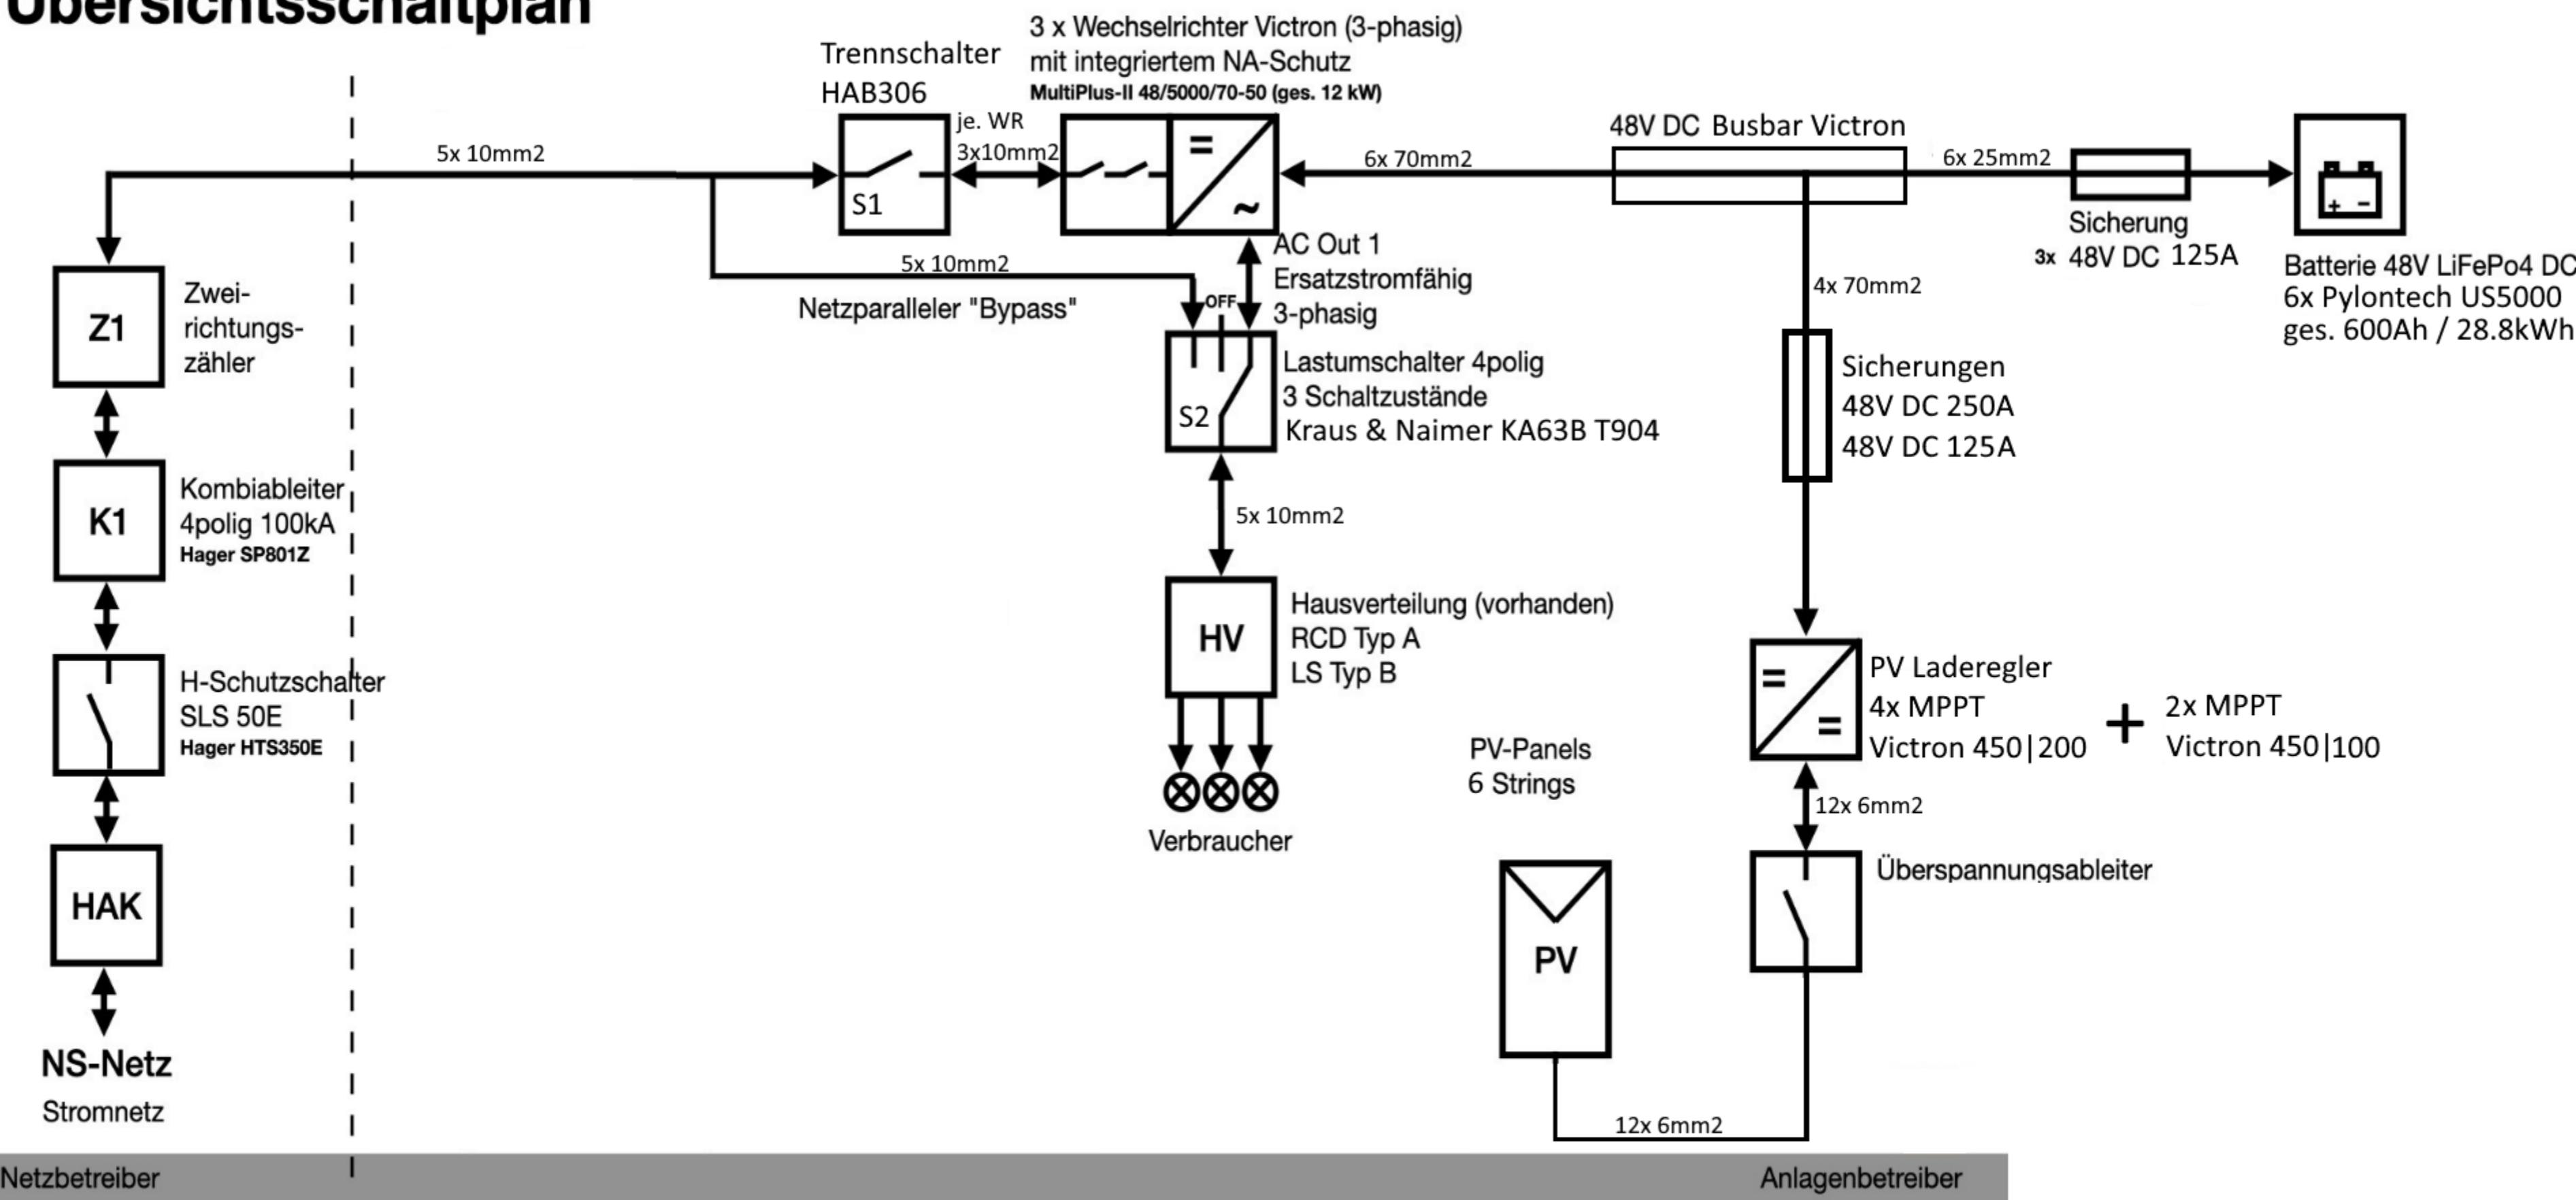 Übersichtsschaltplan
3 x Wechselrichter Victron (3-phasig)
mit integriertem NA-Schutz
MultiPlus-II 48/5000/70-50 (ges. 12 kW)
Trennschalter
HAB306
je. WR
3x10mm2
5x 10mm2
S1
48V DC Busbar Victron
6x 70mm2
6x 25mm2
Sicherung
3x 48V DC 125A
+ -
Batterie 48V LiFePo4 DC
6x Pylontech US5000
ges. 600Ah / 28.8kWh
= ~
AC Out 1
Ersatzstromfähig
3-phasig
5x 10mm2
Netzparalleler "Bypass"
OFF
S2
Lastumschalter 4polig
3 Schaltzustände
Kraus & Naimer KA63B T904
5x 10mm2
HV
Hausverteilung (vorhanden)
RCD Typ A
LS Typ B
Verbraucher
4x 70mm2
Sicherungen
48V DC 250A
48V DC 125A
= =
PV Laderegler
4x MPPT
Victron 450|200
+
2x MPPT
Victron 450|100
12x 6mm2
Überspannungsableiter
PV-Panels
6 Strings
PV
12x 6mm2
Z1
Zwei-
richtungs-
zähler
K1
Kombiableiter
4polig 100kA
Hager SP801Z
H-Schutzschalter
SLS 50E
Hager HTS350E
HAK
NS-Netz
Stromnetz
Netzbetreiber
Anlagenbetreiber